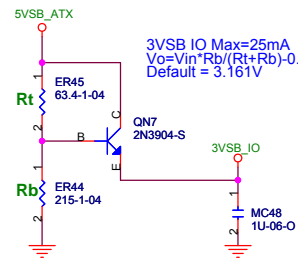 5VSB_ATX
3VSB IO Max=25mA
Vo=Vin*Rb/(Rt+Rb)-0.
Default = 3.161V
1
ER45
63.4-1-04
Rt
2
C
QN7
2N3904-S
B
E
3VSB_IO
1
Rb
ER44
215-1-04
2
1
MC48
1U-06-O
2